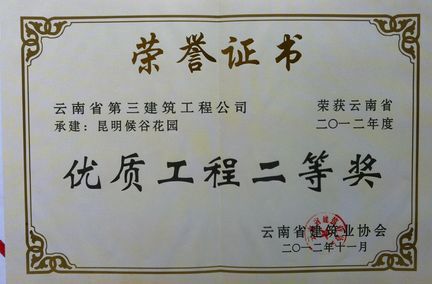 荣誉证书
云南省第三建筑工程公司
承建：昆明候谷花园
荣获云南省
二〇一二年度
优质工程二等奖
云南省建筑业协会
二〇一二年十一月